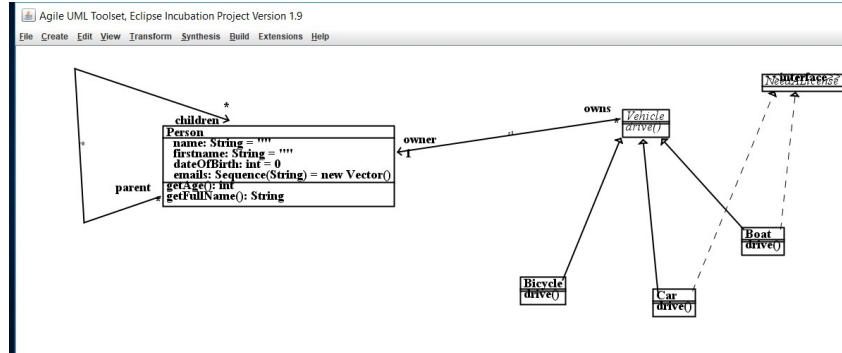 Agile UML Toolset, Eclipse Incubation Project Version 1.9
File Create Edit View Transform Synthesis Build Extensions Help
<<interface>>
NeedALicense
*
children
owns
*
Vehicle
drive()
Person
name: String = ""
firstname: String = ""
dateOfBirth: int = 0
emails: Sequence(String) = new Vector()
getAge(): int
getFullName(): String
owner
1
parent
*
Boat
drive()
Bicycle
drive()
Car
drive()